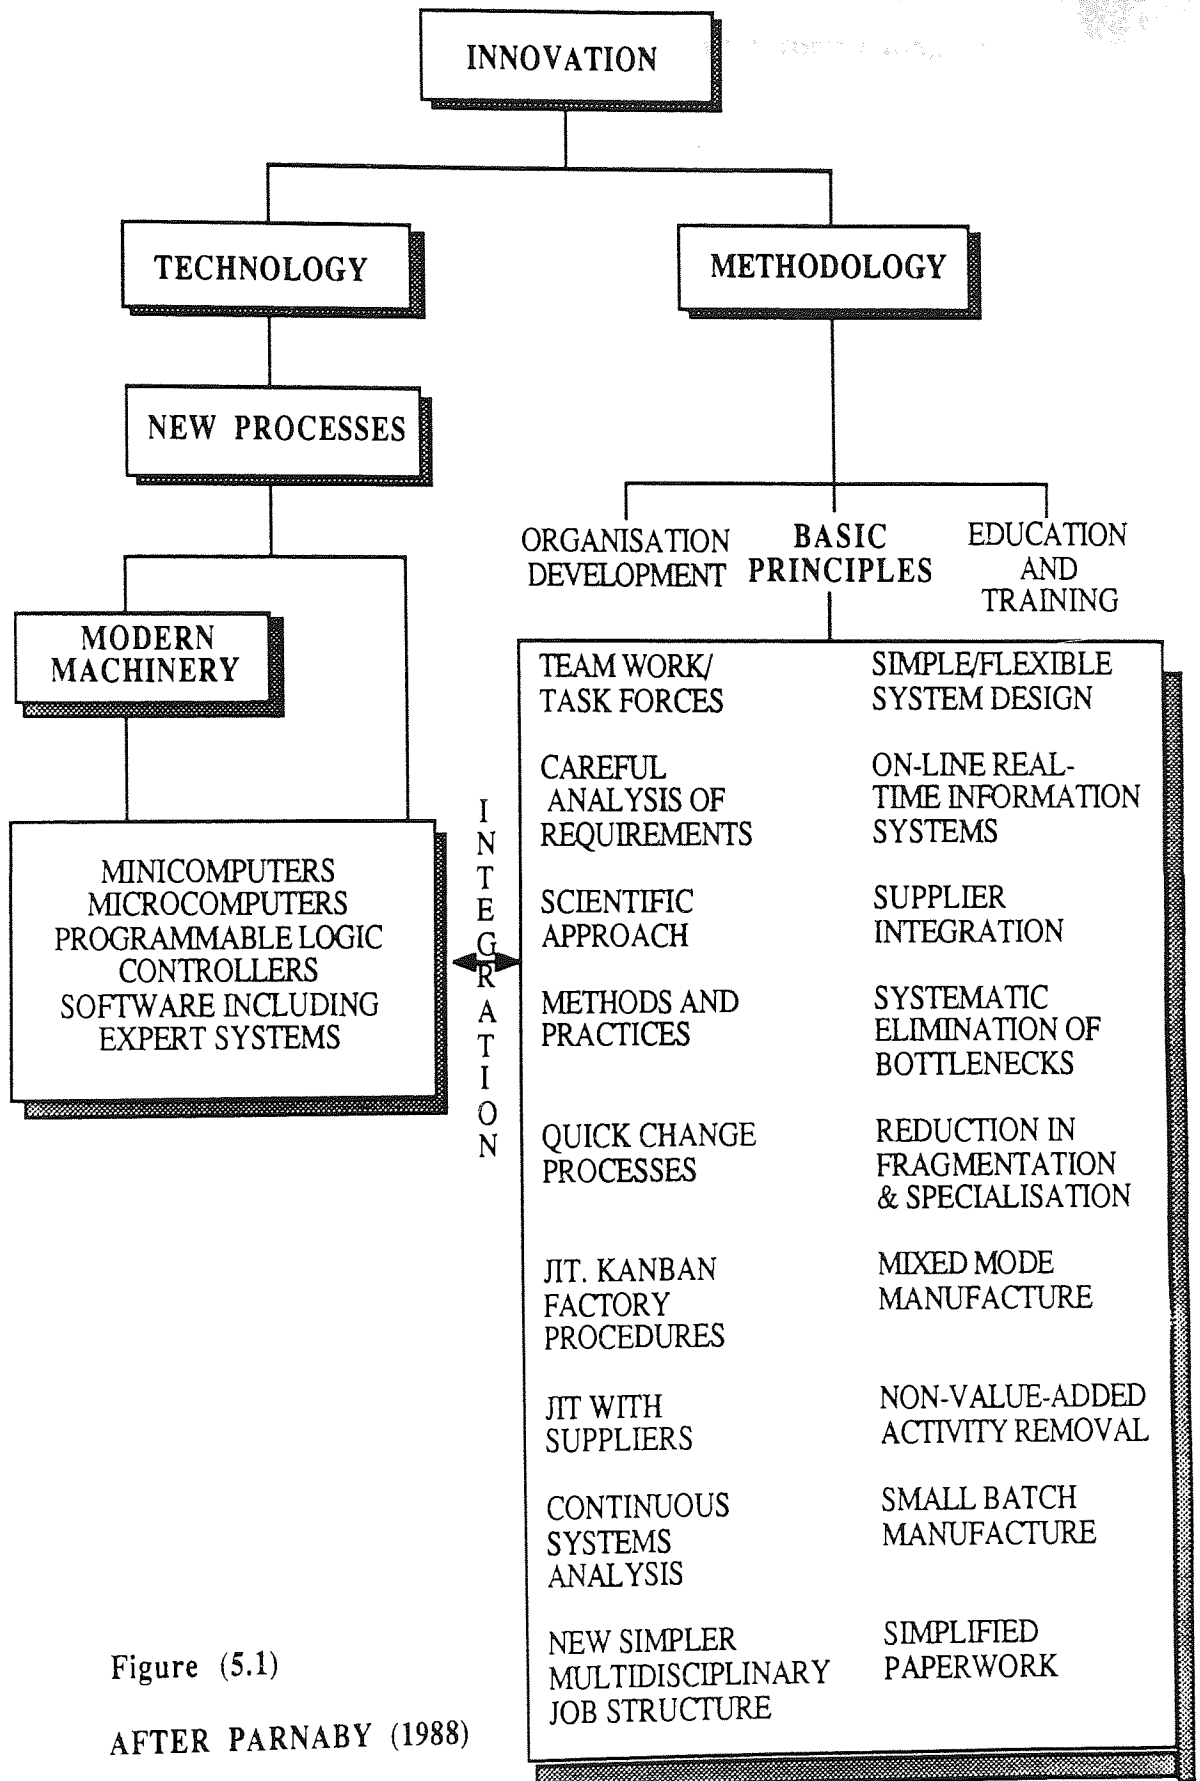 INNOVATION
TECHNOLOGY
METHODOLOGY
NEW PROCESSES
ORGANISATION
DEVELOPMENT
BASIC
PRINCIPLES
EDUCATION
AND
TRAINING
MODERN
MACHINERY
MINICOMPUTERS
MICROCOMPUTERS
PROGRAMMABLE LOGIC
CONTROLLERS
SOFTWARE INCLUDING
EXPERT SYSTEMS
INTEGRATION
TEAM WORK/
TASK FORCES
CAREFUL
ANALYSIS OF
REQUIREMENTS
SCIENTIFIC
APPROACH
METHODS AND
PRACTICES
QUICK CHANGE
PROCESSES
JIT. KANBAN
FACTORY
PROCEDURES
JIT WITH
SUPPLIERS
CONTINUOUS
SYSTEMS
ANALYSIS
NEW SIMPLER
MULTIDISCIPLINARY
JOB STRUCTURE
SIMPLE/FLEXIBLE
SYSTEM DESIGN
ON-LINE REAL-
TIME INFORMATION
SYSTEMS
SUPPLIER
INTEGRATION
SYSTEMATIC
ELIMINATION OF
BOTTLENECKS
REDUCTION IN
FRAGMENTATION
& SPECIALISATION
MIXED MODE
MANUFACTURE
NON-VALUE-ADDED
ACTIVITY REMOVAL
SMALL BATCH
MANUFACTURE
SIMPLIFIED
PAPERWORK
Figure (5.1)
AFTER PARNABY (1988)